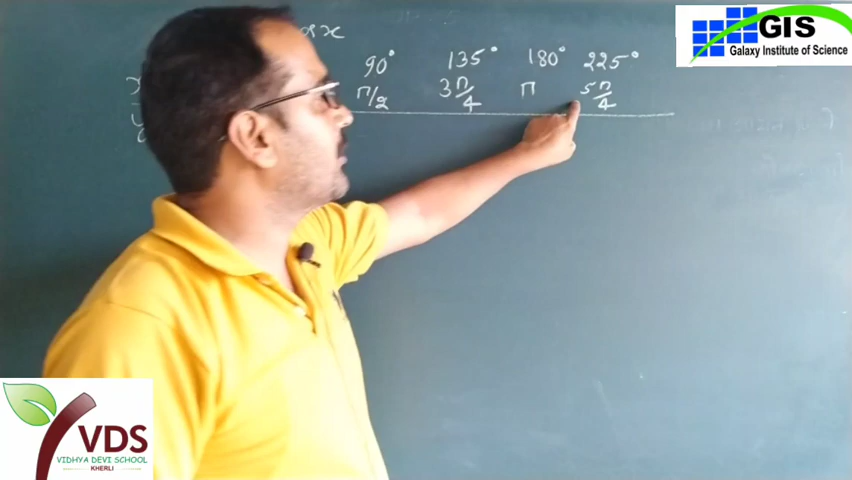 90° 135° 180° 225°
π/2 3π/4 π 5π/4
GIS
Galaxy Institute of Science
VDS
VIDHYA DEVI SCHOOL
KHERLI